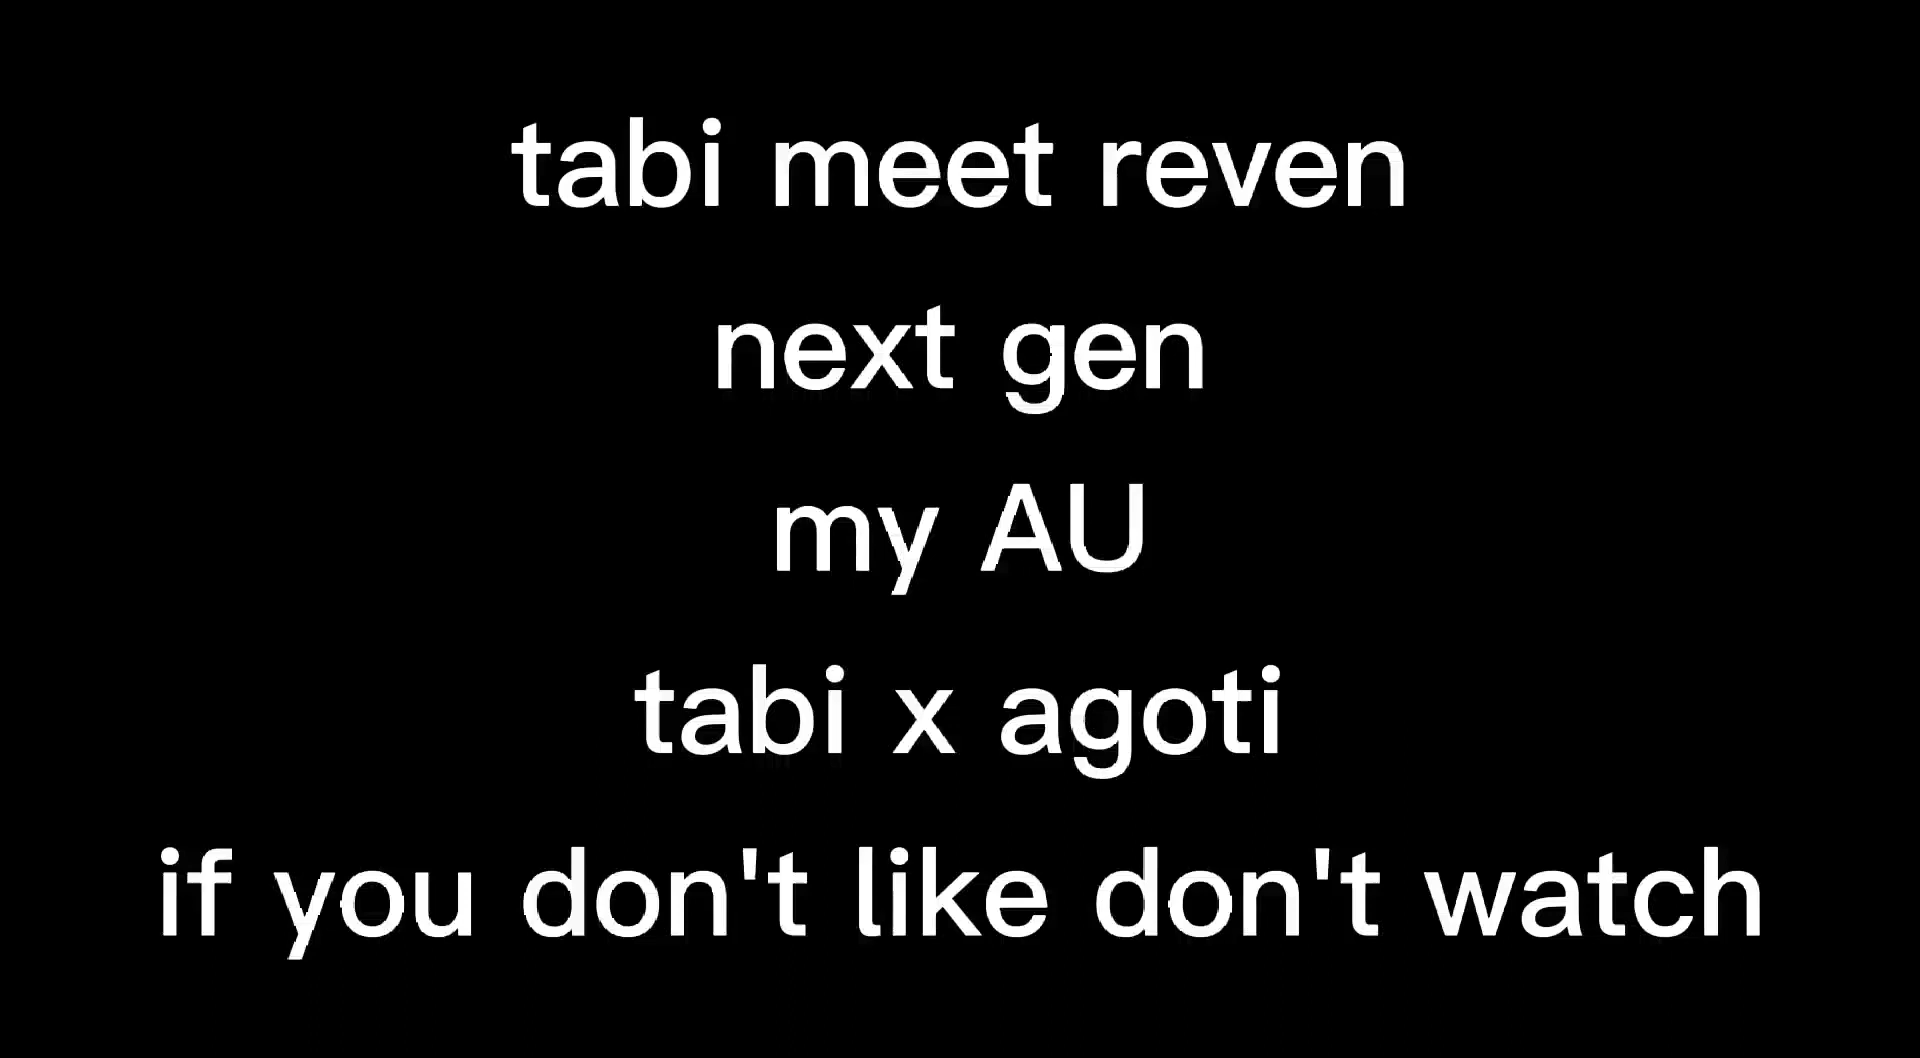 tabi meet reven
next gen
my AU
tabi x agoti
if you don't like don't watch